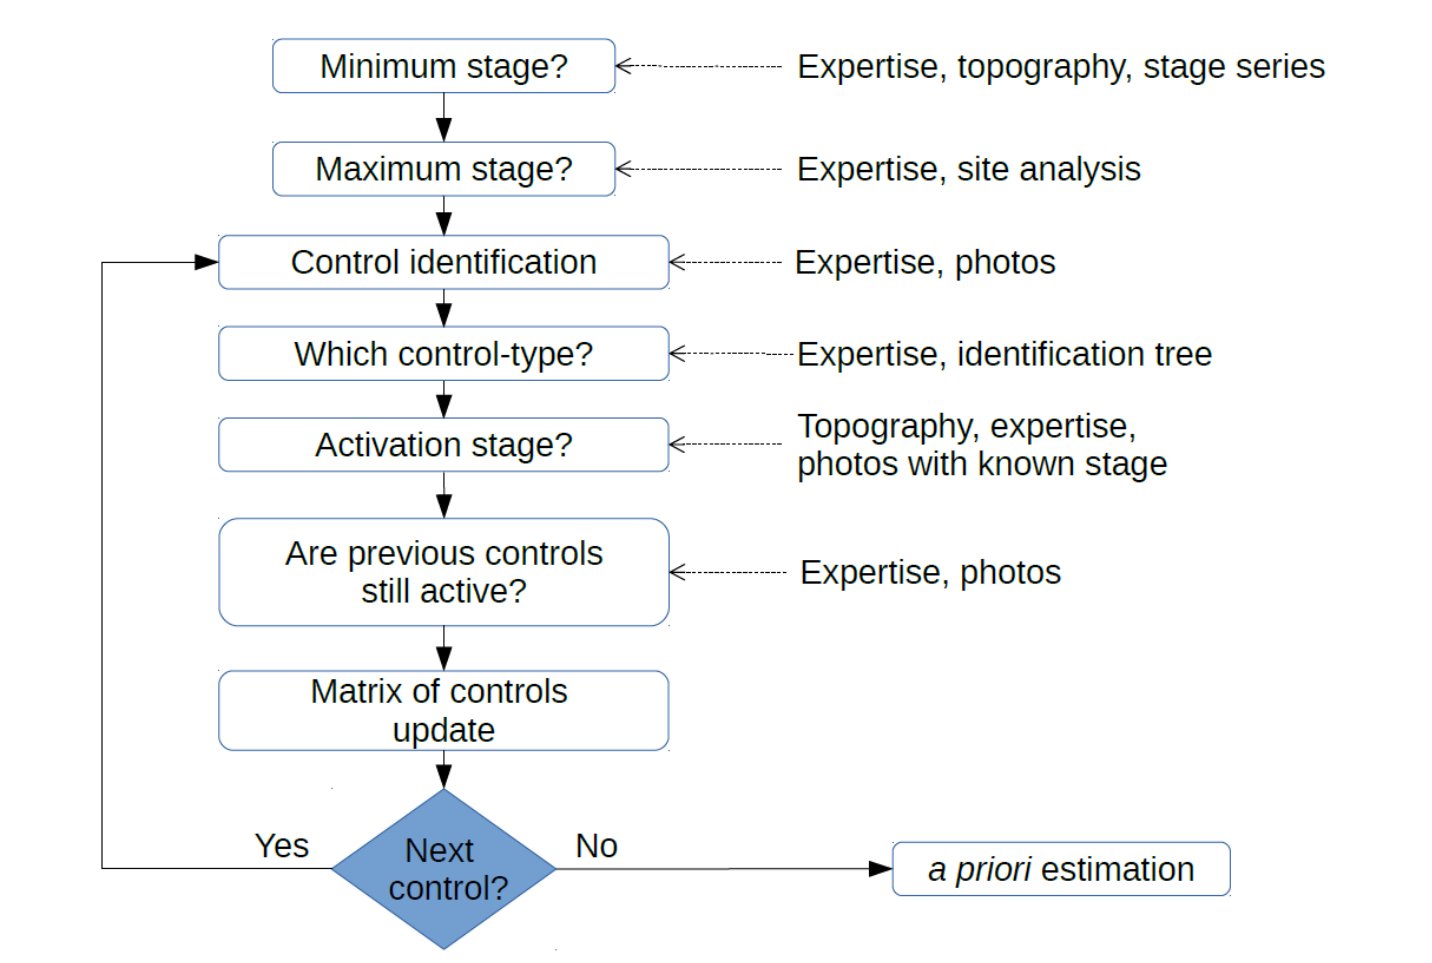 Minimum stage?
Expertise, topography, stage series
Maximum stage?
Expertise, site analysis
Control identification
Expertise, photos
Which control-type?
Expertise, identification tree
Activation stage?
Topography, expertise,
photos with known stage
Are previous controls
still active?
Expertise, photos
Matrix of controls
update
Yes
Next
control?
No
a priori estimation